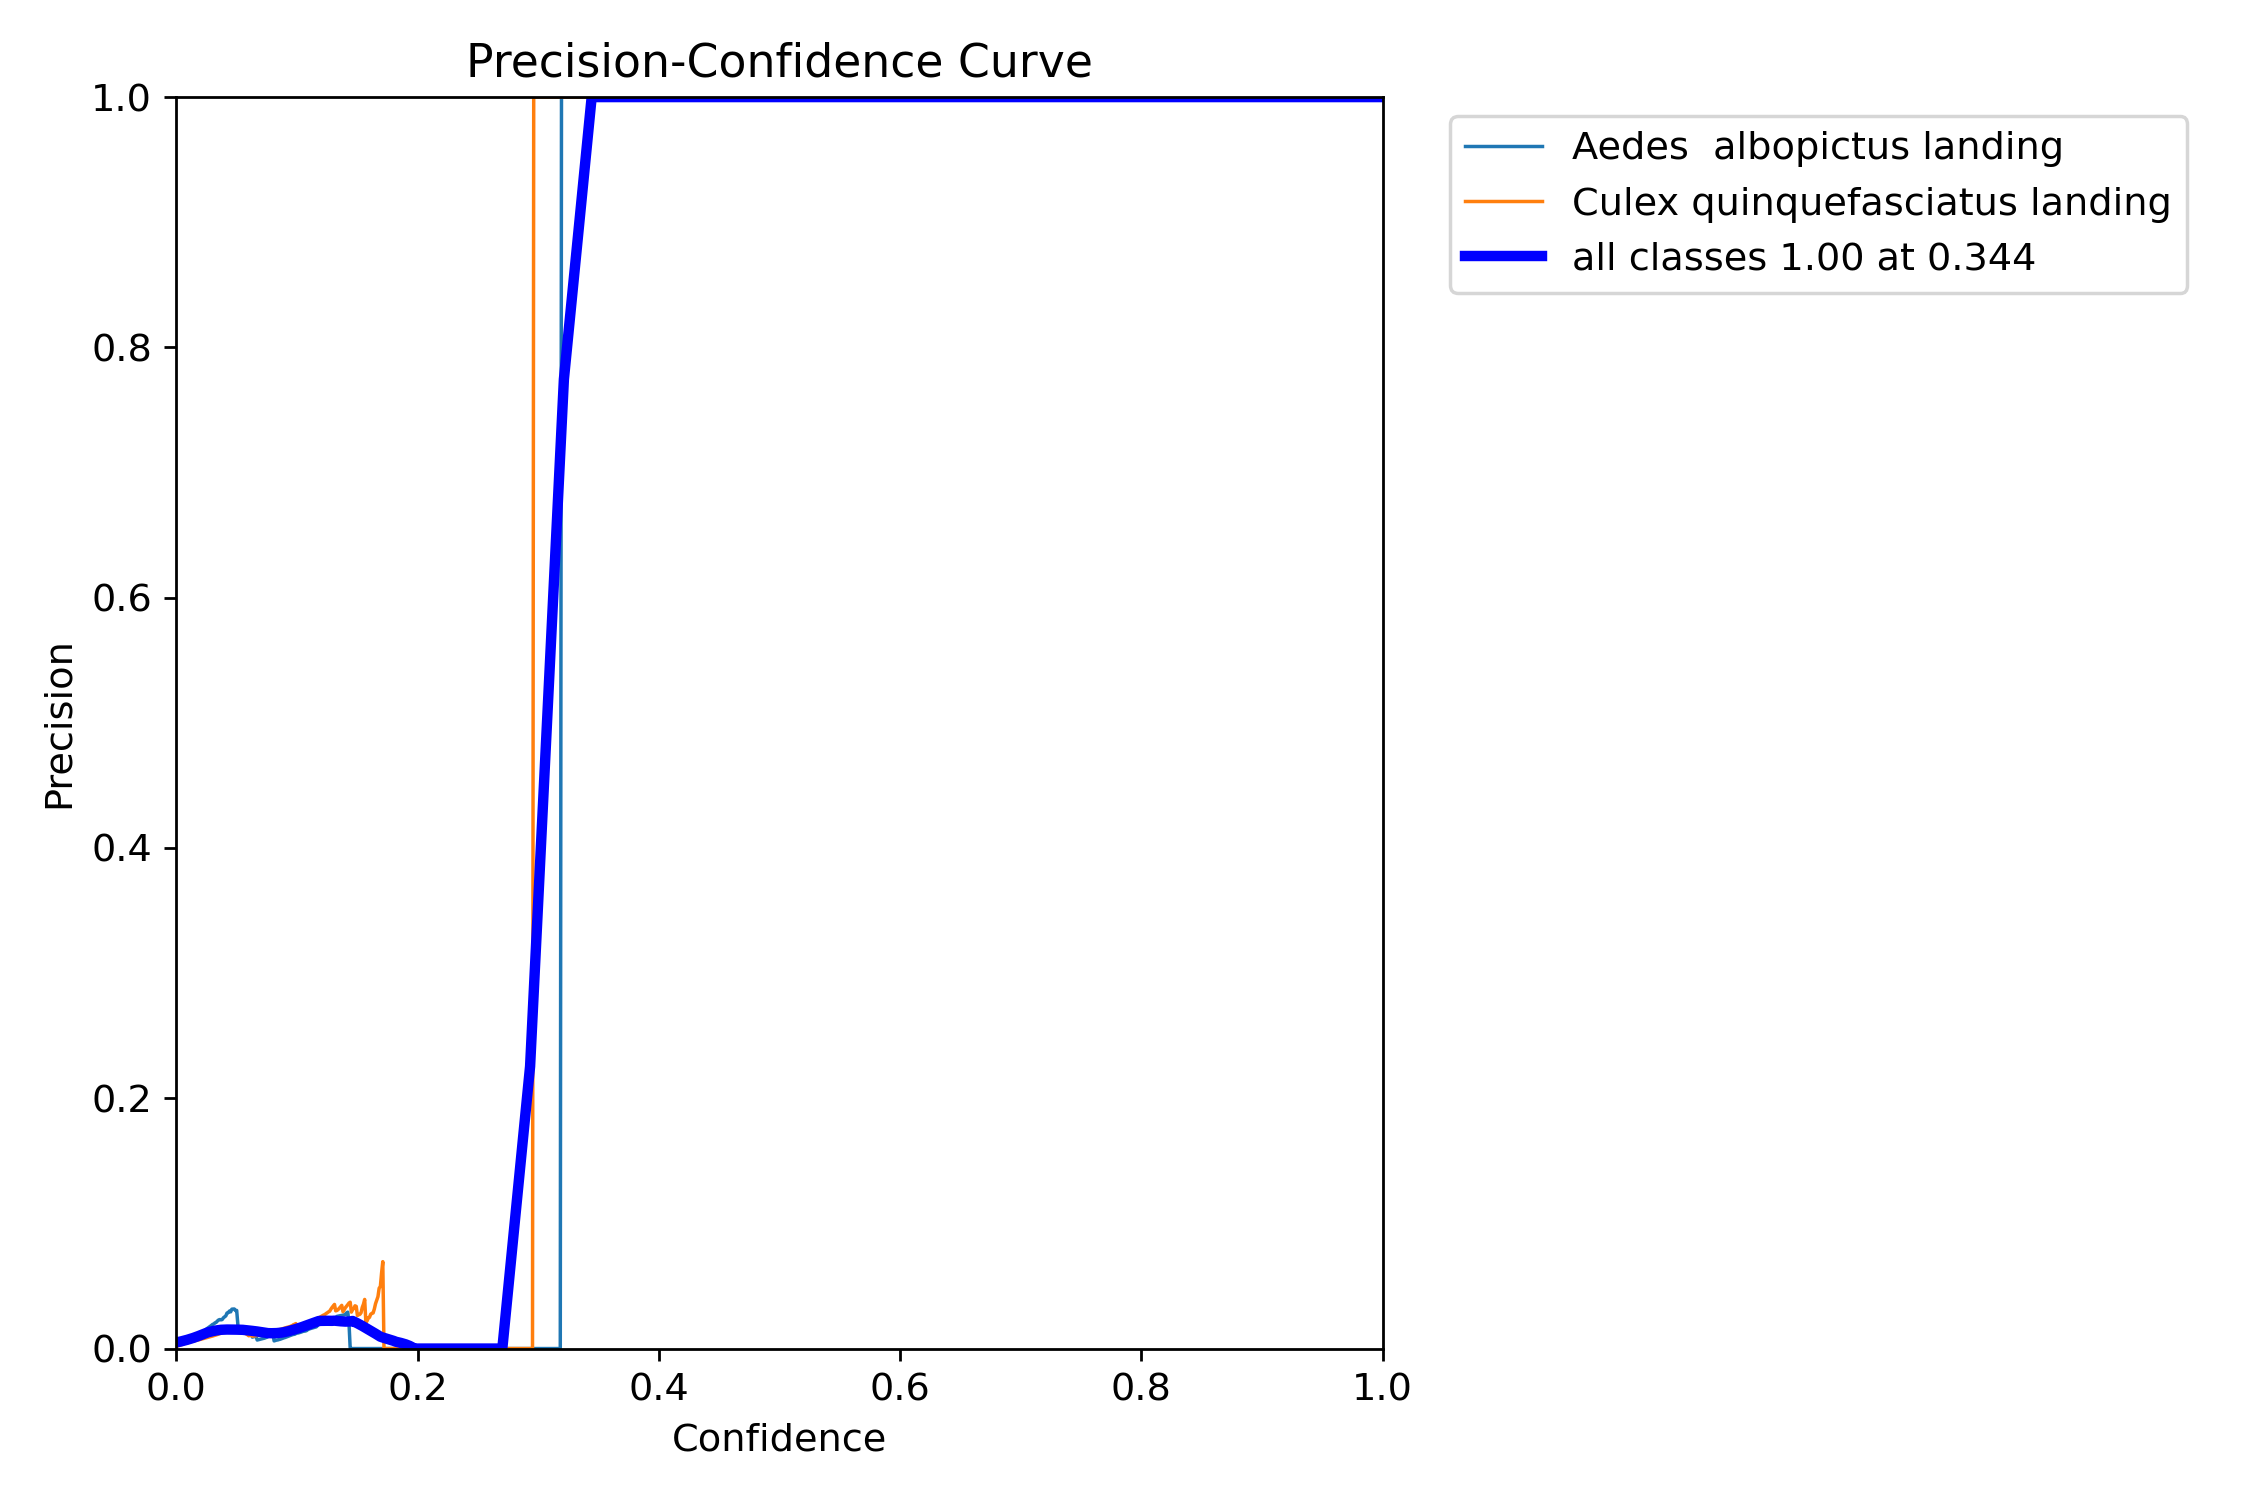 Precision-Confidence Curve
1.0
0.8
0.6
0.4
0.2
0.0
Precision
0.0 0.2 0.4 0.6 0.8 1.0
Confidence
Aedes  albopictus landing
Culex quinquefasciatus landing
all classes 1.00 at 0.344